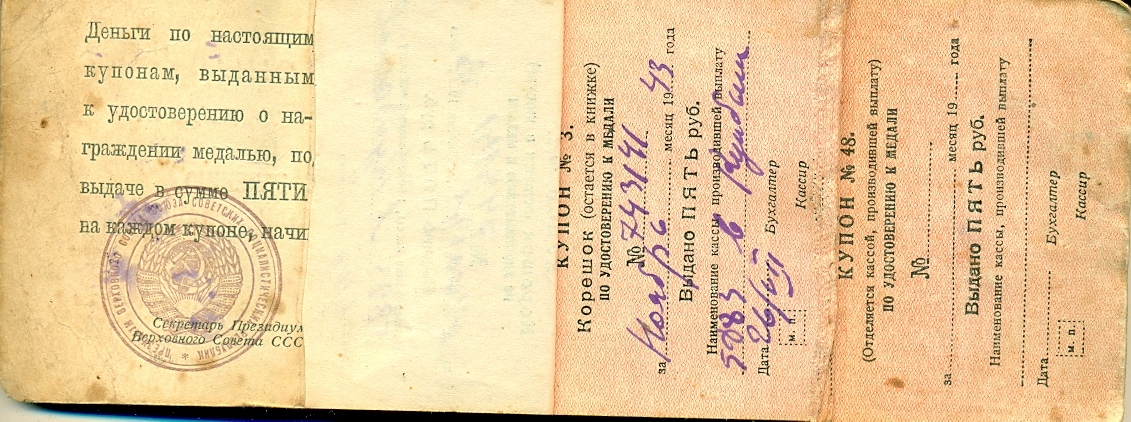 Деньги по настоящим
купонам, выданным
к удостоверению о на-
граждении медалью, по
выдаче в сумме ПЯТИ
на каждом купоне, начи
Секретарь Президиум
Верховного Совета ССС
КУПОН № 3.
Корешок (остается в книжке)
ПО УДОСТОВЕРЕНИЮ К МЕДАЛИ
№ 743141
за Ноябрь месяц 1943 года
Выдано ПЯТЬ руб.
Наименование кассы производившей выплату
5083 в
Дата 26/
Бухгалтер
м. п.
Кассир
КУПОН № 48.
(Отделяется кассой, производившей выплату)
ПО УДОСТОВЕРЕНИЮ К МЕДАЛИ
№
за месяц 19 года
Выдано ПЯТЬ руб.
Наименование кассы, производившей выплату
Дата
Бухгалтер
м. п.
Кассир